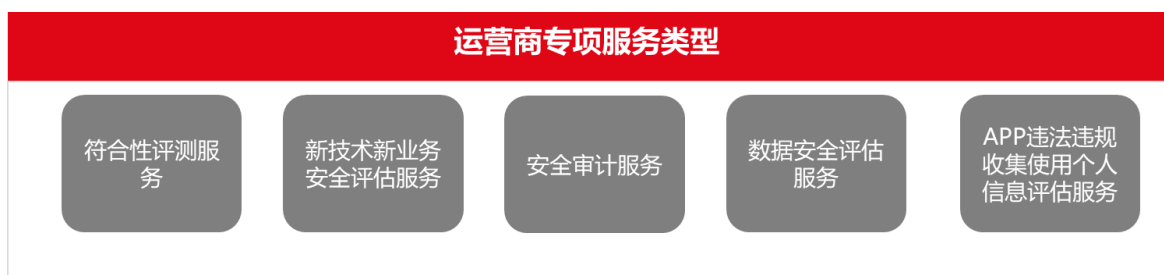 运营商专项服务类型
符合性评测服
务
新技术新业务
安全评估服务
安全审计服务
数据安全评估
服务
APP违法违规
收集使用个人
信息评估服务